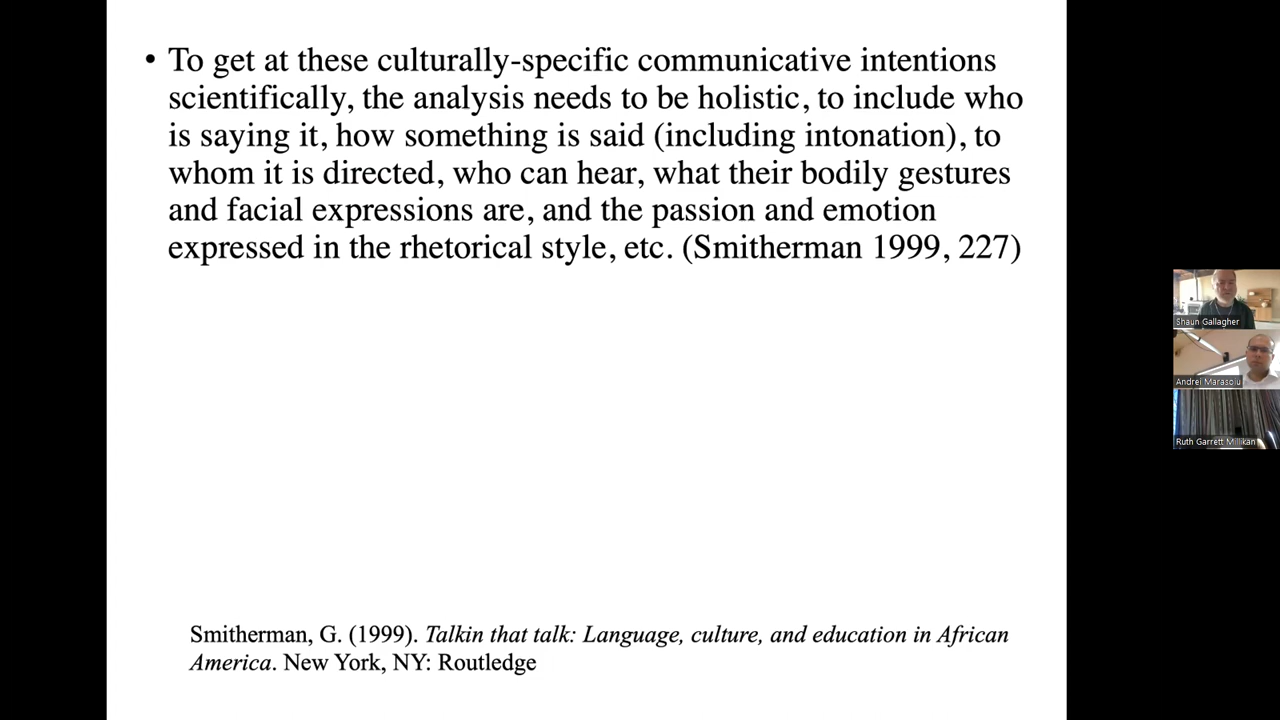 • To get at these culturally-specific communicative intentions
scientifically, the analysis needs to be holistic, to include who
is saying it, how something is said (including intonation), to
whom it is directed, who can hear, what their bodily gestures
and facial expressions are, and the passion and emotion
expressed in the rhetorical style, etc. (Smitherman 1999, 227)
Shaun Gallagher
Andrei Marasoiu
Ruth Garrett Millikan
Smitherman, G. (1999). Talkin that talk: Language, culture, and education in African
America. New York, NY: Routledge